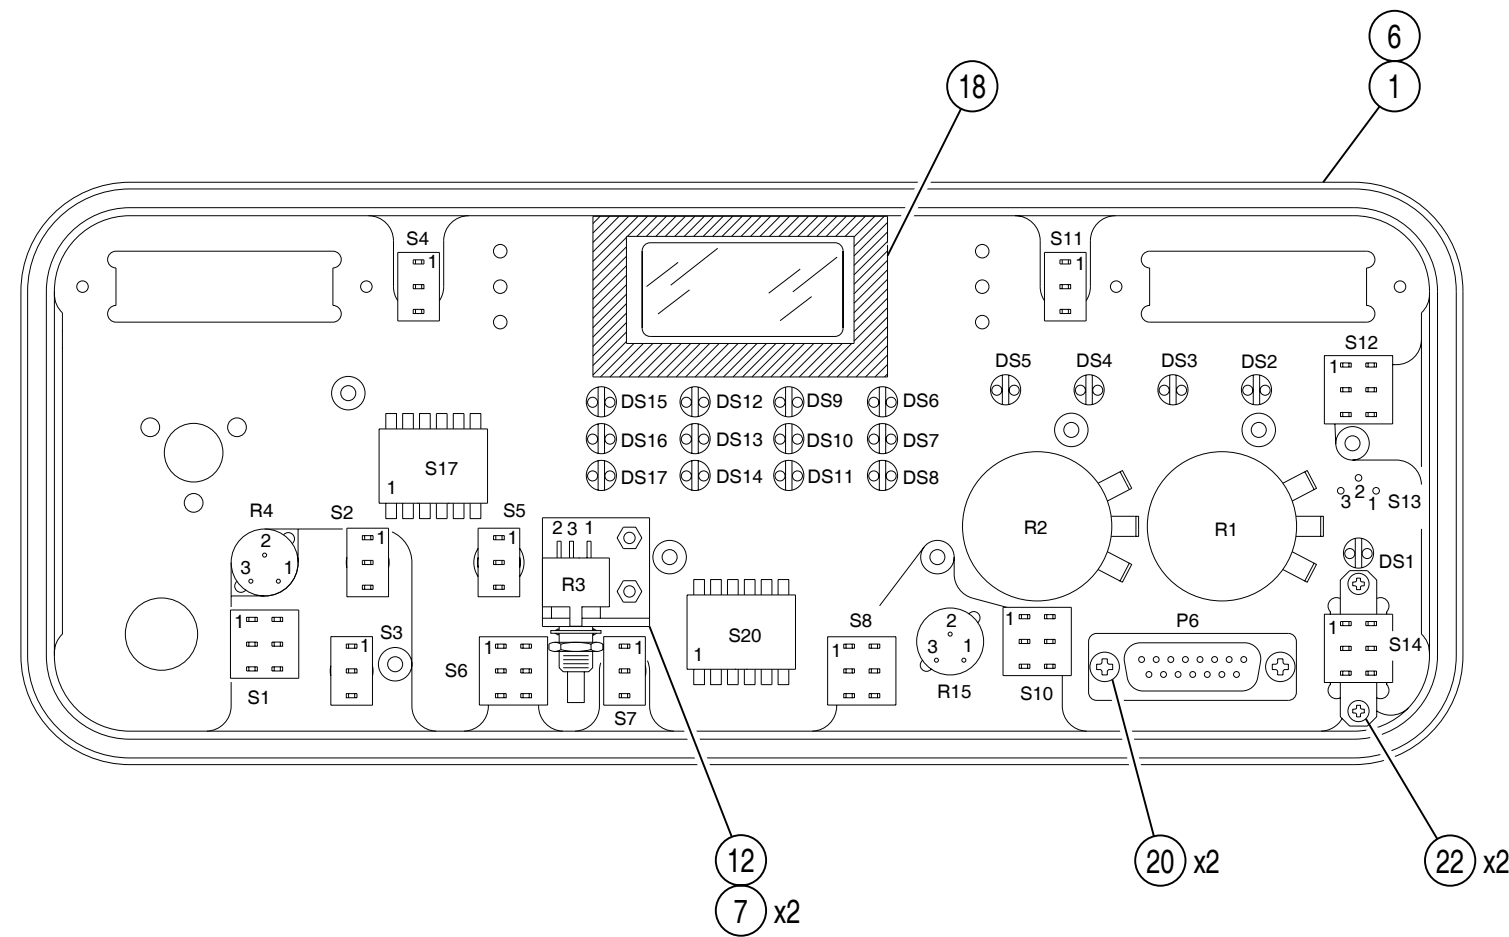 6
18
1
S4
S11
1
1
S12
1
DS5 DS4 DS3 DS2
DS15 DS12 DS9 DS6
DS16 DS13 DS10 DS7
DS17 DS14 DS11 DS8
S17
1
3 2 1 S13
R4 S2 S5
2 3 1
R2 R1
1
1
2
3 1
R3
DS1
S3
1
S1
1
S6
1
1
S7
S20
1
S8
1
2
3 1
R15
1
S10
P6
1
S14
12
7 x2
20 x2
22 x2